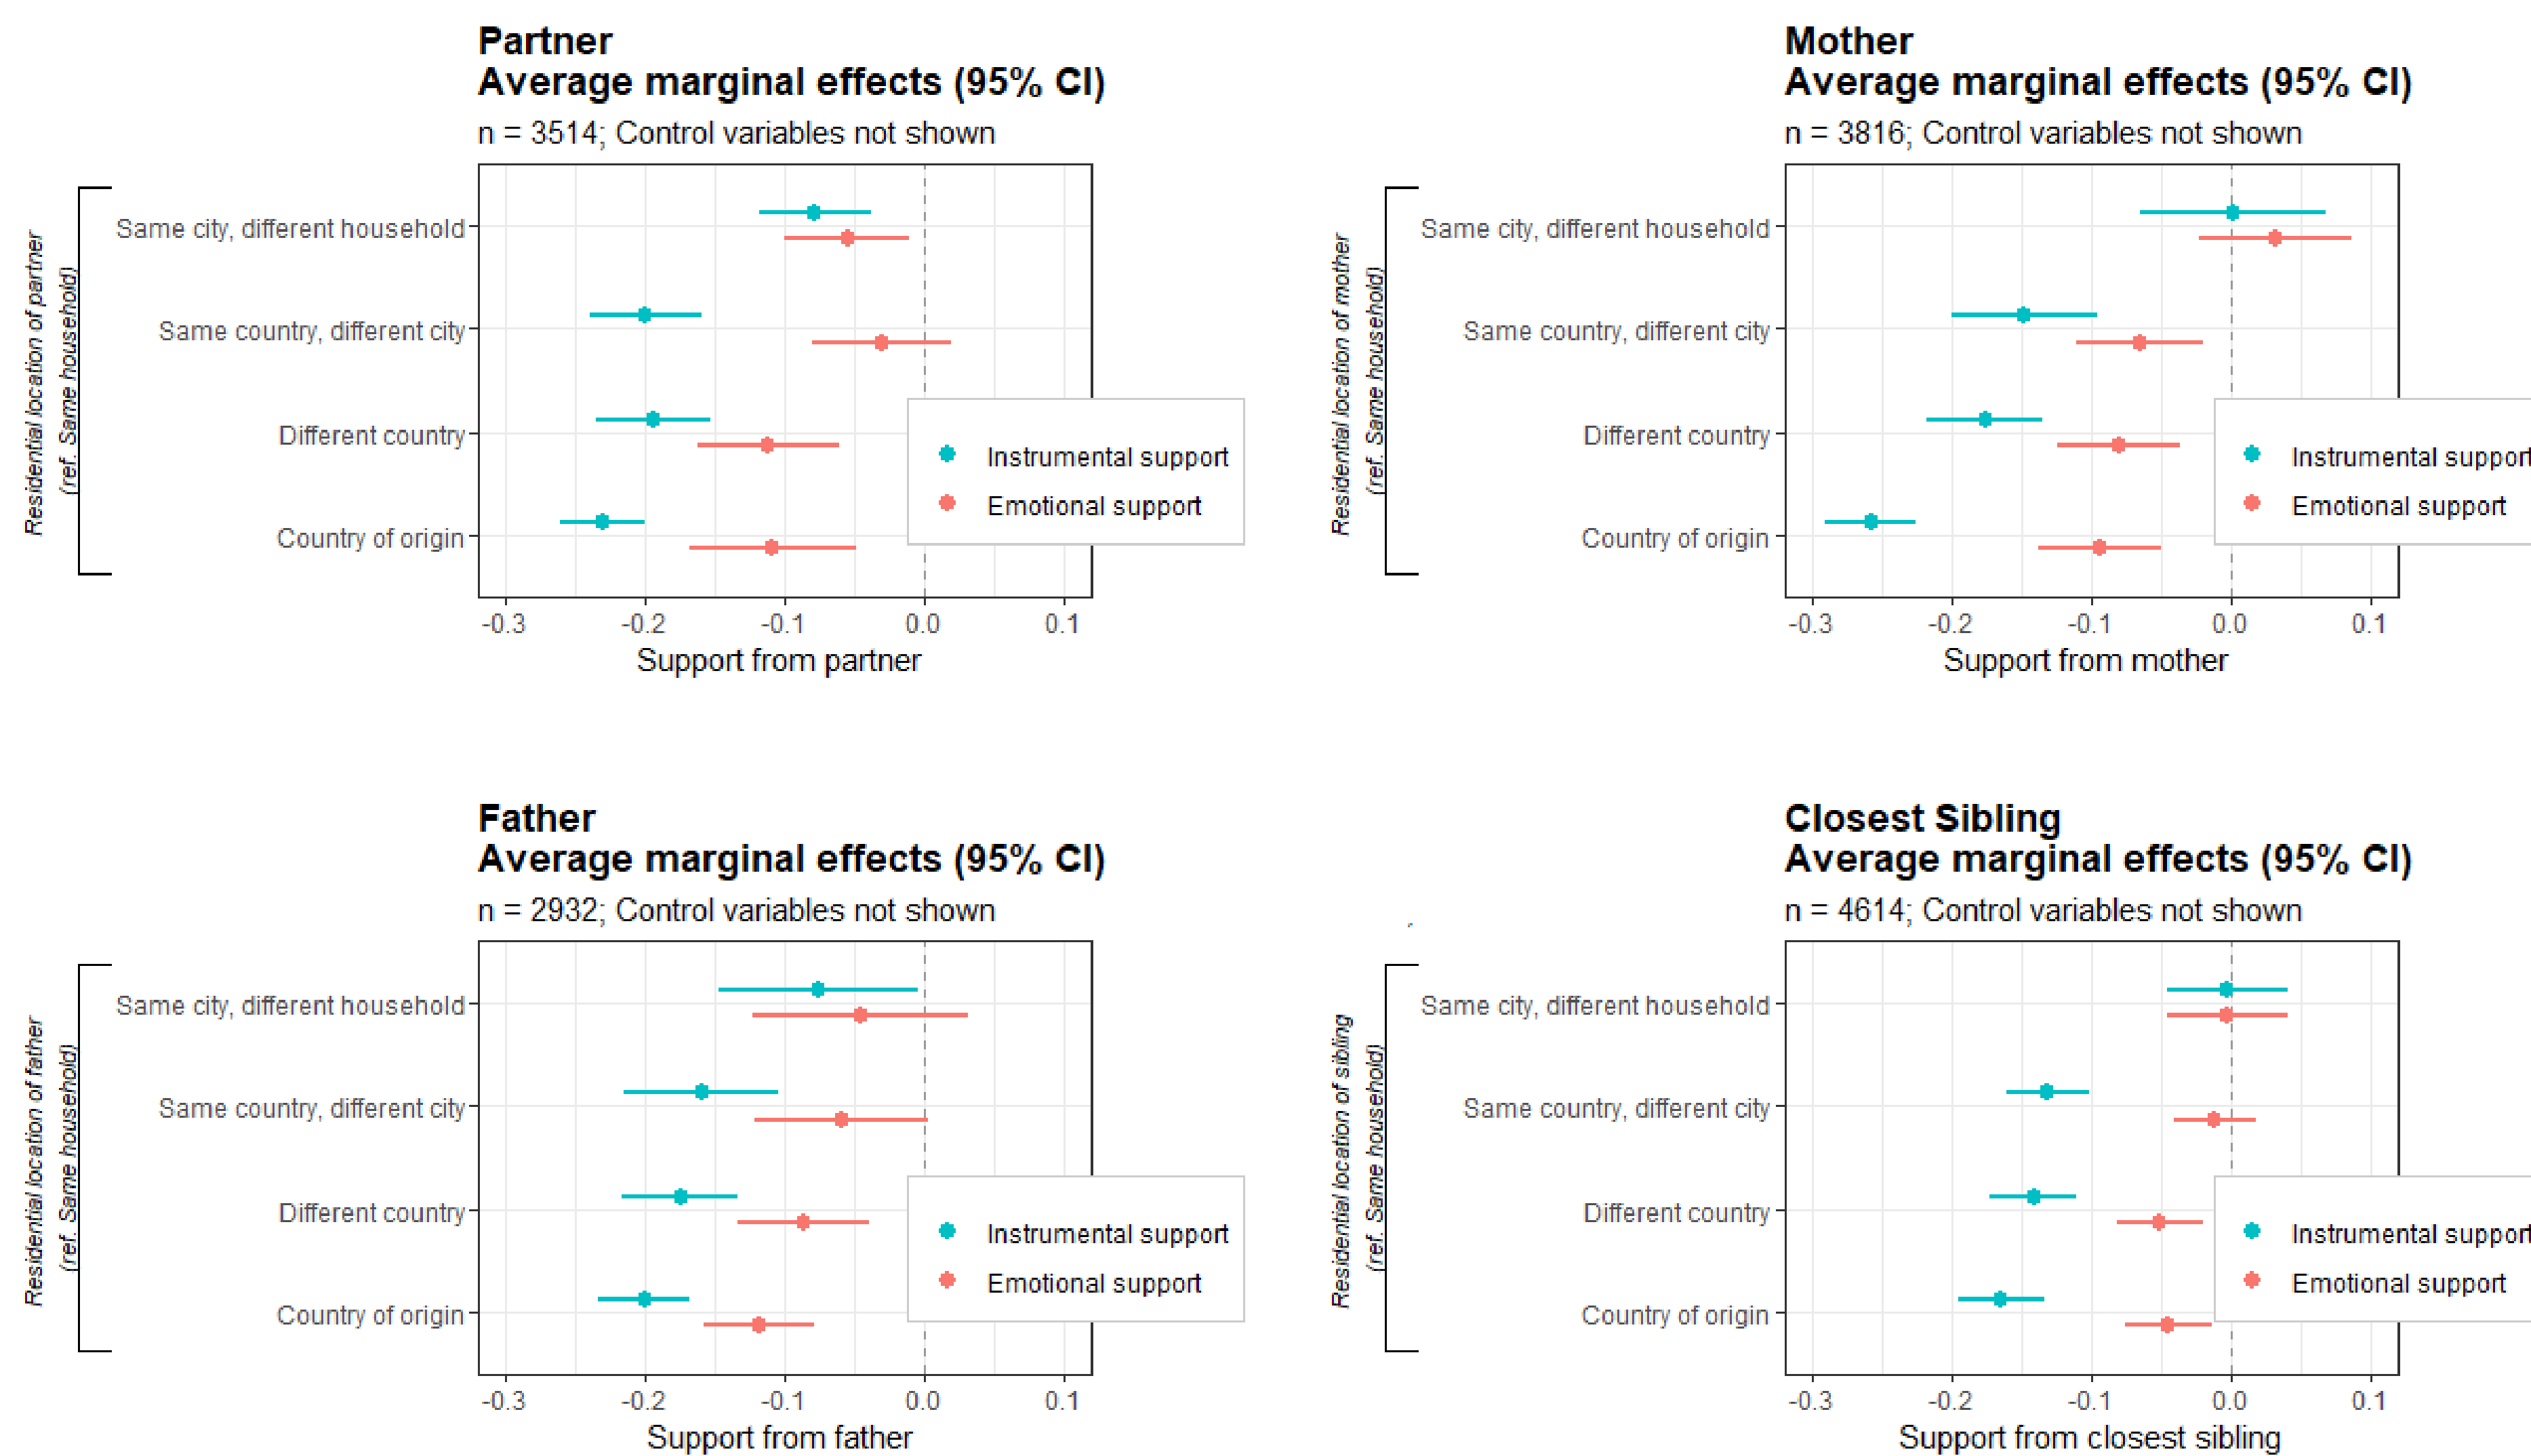 Partner
Average marginal effects (95% CI)
n = 3514; Control variables not shown
Residential location of partner
(ref. Same household)
Same city, different household
Same country, different city
Different country
Country of origin
Instrumental support
Emotional support
-0.3 -0.2 -0.1 0.0 0.1
Support from partner
Mother
Average marginal effects (95% CI)
n = 3816; Control variables not shown
Residential location of mother
(ref. Same household)
Same city, different household
Same country, different city
Different country
Country of origin
Instrumental support
Emotional support
-0.3 -0.2 -0.1 0.0 0.1
Support from mother
Father
Average marginal effects (95% CI)
n = 2932; Control variables not shown
Residential location of father
(ref. Same household)
Same city, different household
Same country, different city
Different country
Country of origin
Instrumental support
Emotional support
-0.3 -0.2 -0.1 0.0 0.1
Support from father
Closest Sibling
Average marginal effects (95% CI)
n = 4614; Control variables not shown
Residential location of sibling
(ref. Same household)
Same city, different household
Same country, different city
Different country
Country of origin
Instrumental support
Emotional support
-0.3 -0.2 -0.1 0.0 0.1
Support from closest sibling